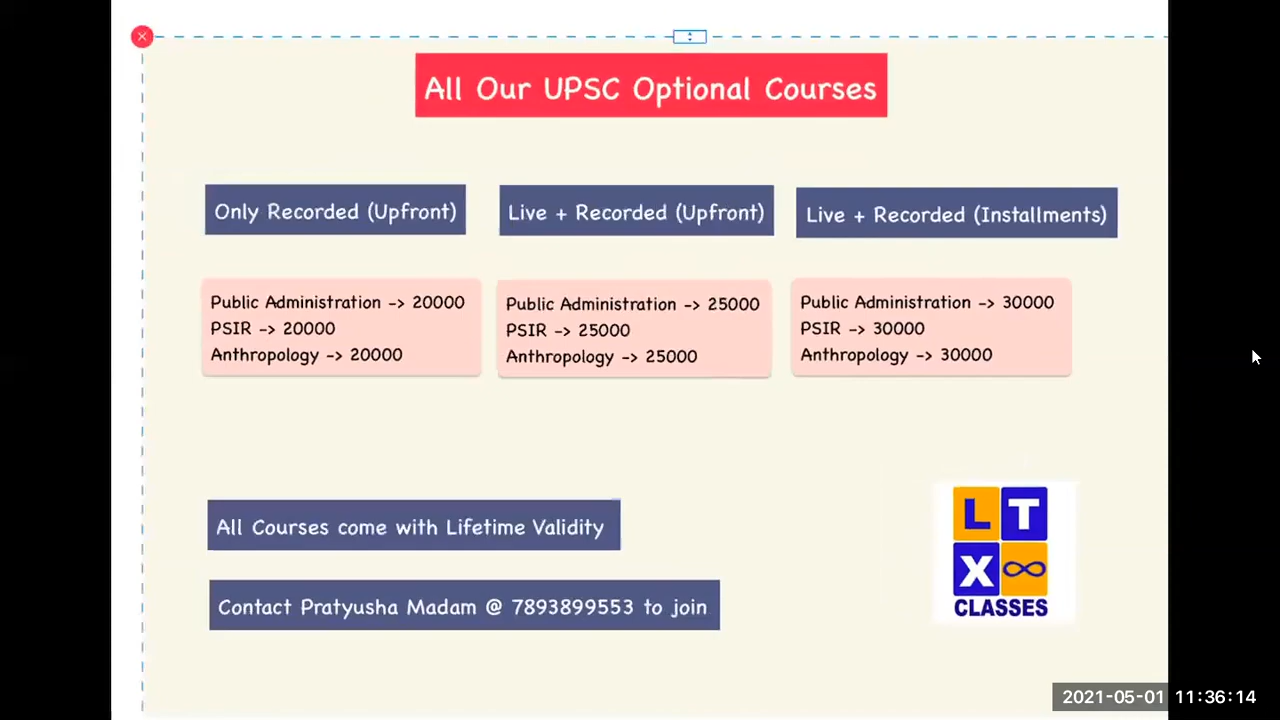 All Our UPSC Optional Courses
Only Recorded (Upfront)
Live + Recorded (Upfront)
Live + Recorded (Installments)
Public Administration -> 20000
PSIR -> 20000
Anthropology -> 20000
Public Administration -> 25000
PSIR -> 25000
Anthropology -> 25000
Public Administration -> 30000
PSIR -> 30000
Anthropology -> 30000
All Courses come with Lifetime Validity
Contact Pratyusha Madam @ 7893899553 to join
LT
X∞
CLASSES
2021-05-01 11:36:14